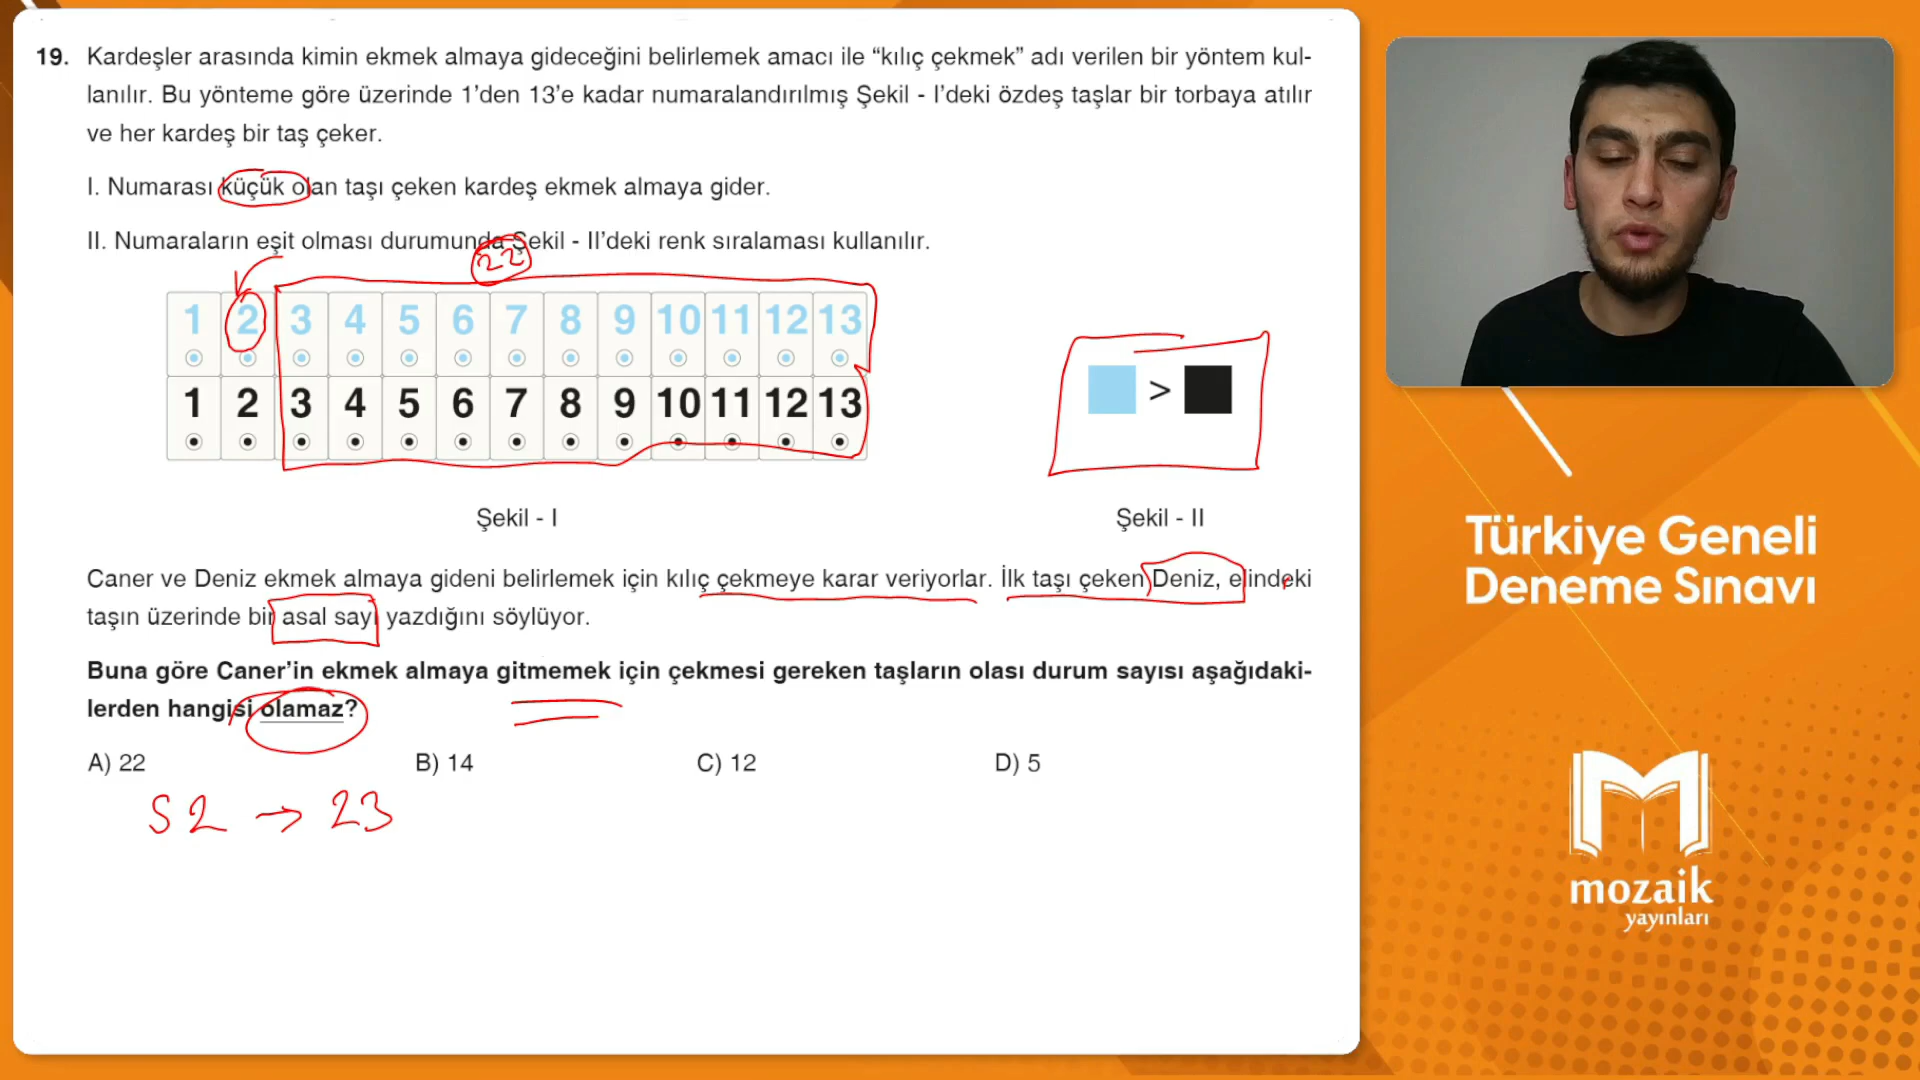 19. Kardeşler arasında kimin ekmek almaya gideceğini belirlemek amacı ile “kılıç çekmek” adı verilen bir yöntem kul-
lanılır. Bu yönteme göre üzerinde 1’den 13’e kadar numaralandırılmış Şekil - I’deki özdeş taşlar bir torbaya atılır
ve her kardeş bir taş çeker.
I. Numarası küçük olan taşı çeken kardeş ekmek almaya gider.
II. Numaraların eşit olması durumunda Şekil - II’deki renk sıralaması kullanılır.
22
1 2 3 4 5 6 7 8 9 10 11 12 13
1 2 3 4 5 6 7 8 9 10 11 12 13
>
Şekil - I
Şekil - II
Caner ve Deniz ekmek almaya gideni belirlemek için kılıç çekmeye karar veriyorlar. İlk taşı çeken Deniz, elindeki
taşın üzerinde bir asal sayı yazdığını söylüyor.
Buna göre Caner’in ekmek almaya gitmemek için çekmesi gereken taşların olası durum sayısı aşağıdaki-
lerden hangisi olamaz?
A) 22 B) 14 C) 12 D) 5
S2 → 23
Türkiye Geneli
Deneme Sınavı
mozaik
yayınları